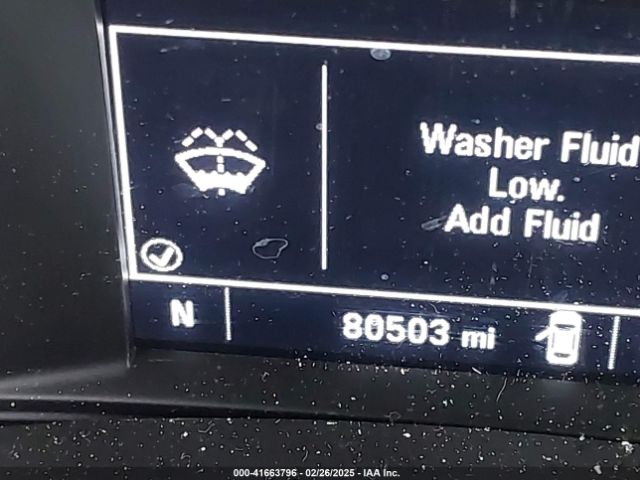 Washer Fluid
Low.
Add Fluid
N 80503 mi
000-41663796 - 02/26/2025 - IAA Inc.